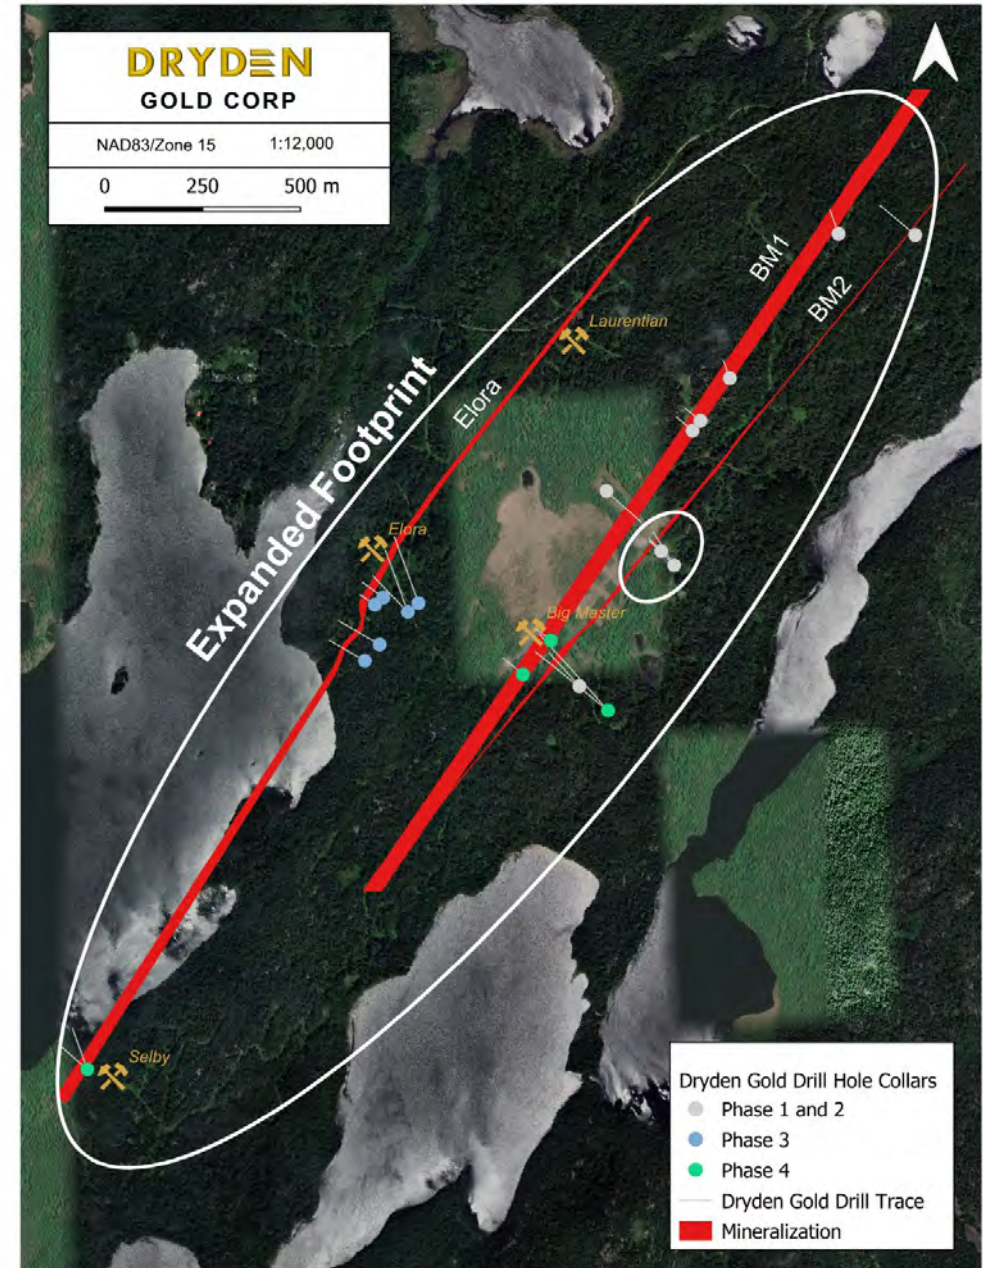 DRYDEN
GOLD CORP
NAD83/Zone 15 1:12,000
0 250 500 m
BM1
BM2
Laurentian
Elora
Expanded Footprint
Elora
Big Master
Selby
Dryden Gold Drill Hole Collars
Phase 1 and 2
Phase 3
Phase 4
Dryden Gold Drill Trace
Mineralization